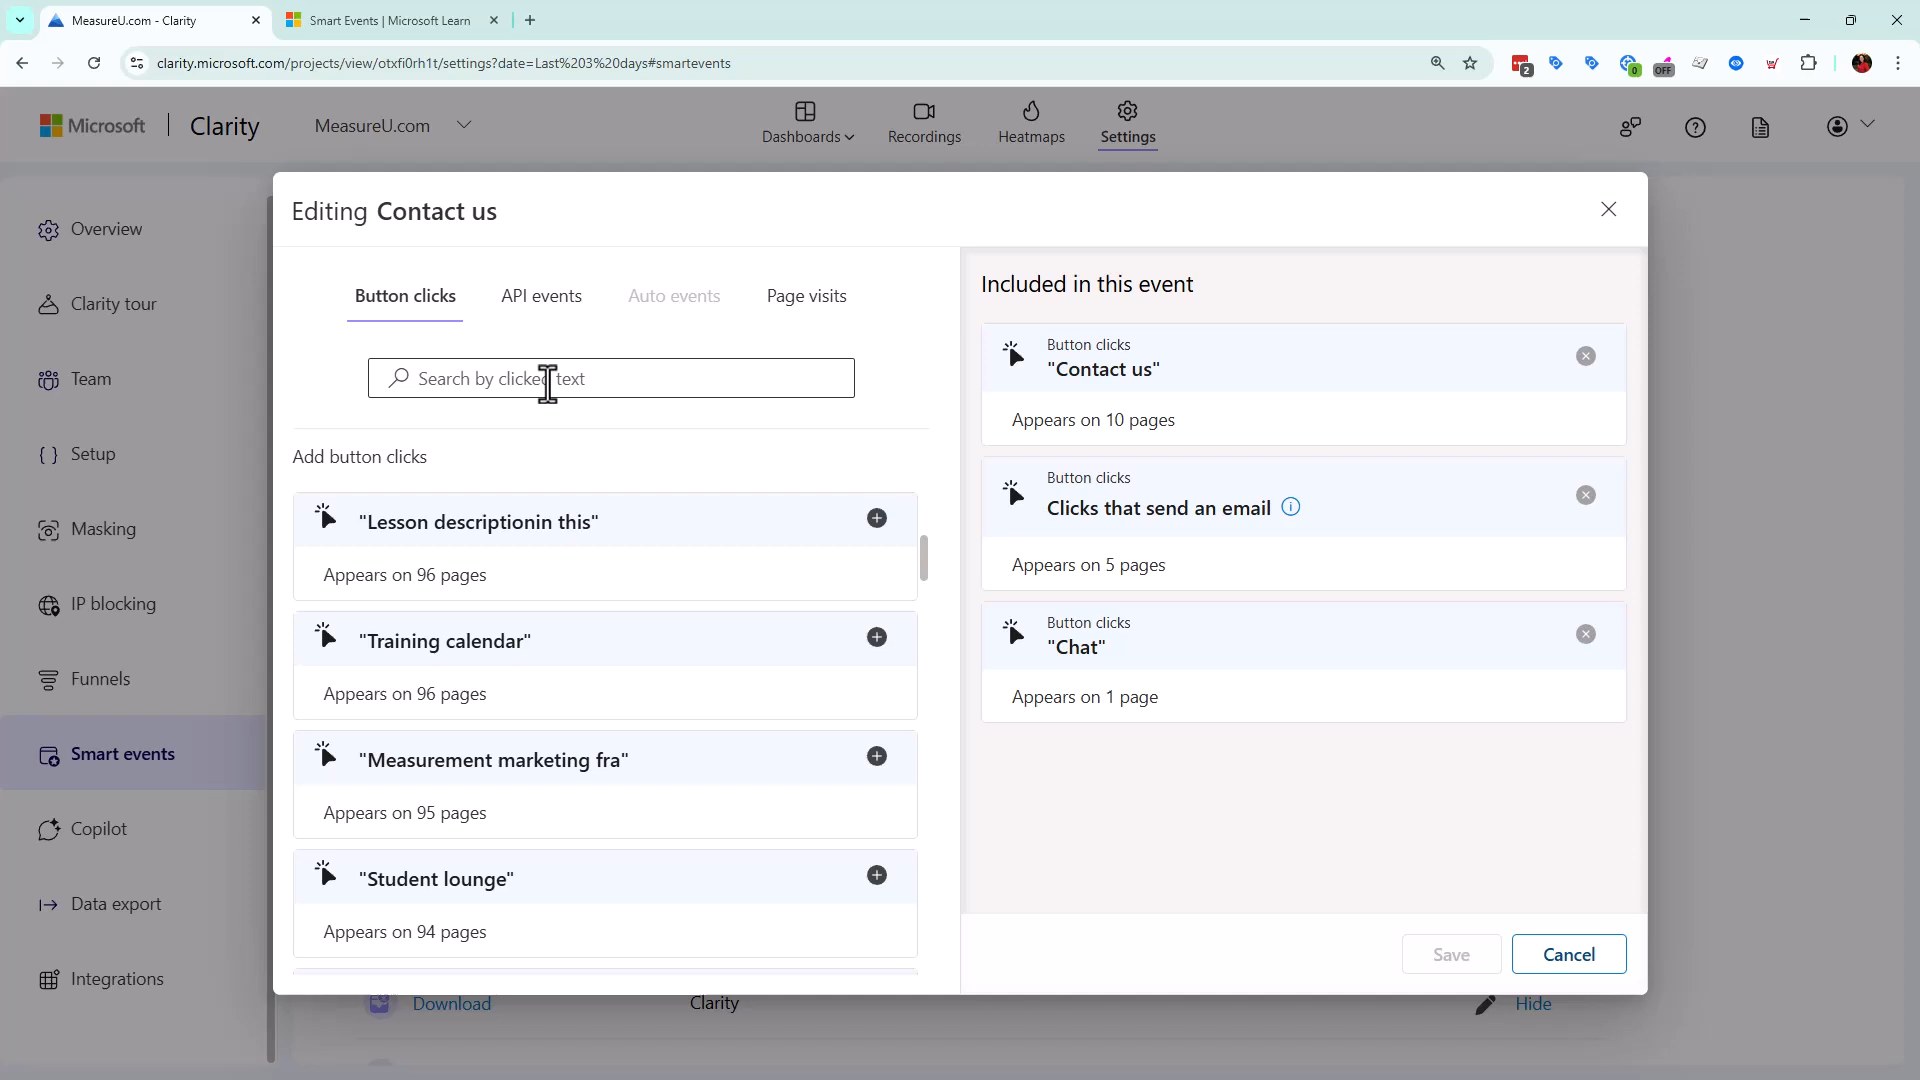 MeasureU.com - Clarity
Smart Events | Microsoft Learn
clarity.microsoft.com/projects/view/otxfi0rh1t/settings?date=Last%203%20days#smartevents
2
0
OFF
Microsoft
Clarity
MeasureU.com
Dashboards
Recordings
Heatmaps
Settings
Overview
Clarity tour
Team
Setup
Masking
IP blocking
Funnels
Smart events
Copilot
Data export
Integrations
Editing Contact us
Button clicks
API events
Auto events
Page visits
Search by clicked text
Add button clicks
"Lesson descriptionin this"
Appears on 96 pages
"Training calendar"
Appears on 96 pages
"Measurement marketing fra"
Appears on 95 pages
"Student lounge"
Appears on 94 pages
Included in this event
Button clicks
"Contact us"
Appears on 10 pages
Button clicks
Clicks that send an email
Appears on 5 pages
Button clicks
"Chat"
Appears on 1 page
Save
Cancel
Download
Clarity
Hide